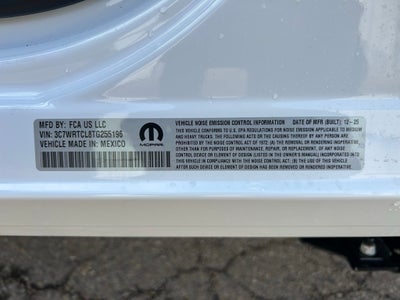 MFD BY: FCA US LLC
VIN: 3C7WRTCL8TG255196
VEHICLE MADE IN: MEXICO
MOPAR
VEHICLE NOISE EMISSION CONTROL INFORMATION DATE OF MFR (BUILT): 12 - 25
THIS VEHICLE CONFORMS TO U.S. EPA REGULATIONS FOR NOISE EMISSION APPLICABLE TO MEDIUM
AND HEAVY TRUCKS. THE FOLLOWING ACTS OR THE CAUSING THEREOF BY ANY PERSON
ARE PROHIBITED BY THE NOISE CONTROL ACT OF 1972: (A) THE REMOVAL OR RENDERING
INOPERATIVE, OTHER THAN FOR PURPOSES OF MAINTENANCE, REPAIR, OR REPLACEMENT, OF ANY NOISE CONTROL
DEVICE OR ELEMENT OF DESIGN (LISTED IN THE OWNER'S MANUAL) INCORPORATED
INTO THIS VEHICLE IN COMPLIANCE WITH THE NOISE CONTROL ACT; (B) THE USE OF THIS VEHICLE AFTER
SUCH DEVICE OR ELEMENT OF DESIGN HAS BEEN REMOVED OR RENDERED INOPERATIVE.